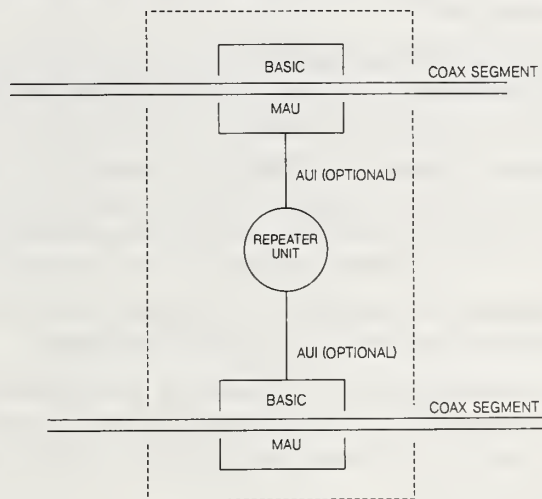 BASIC
COAX SEGMENT
MAU
AUI (OPTIONAL)
REPEATER
UNIT
AUI (OPTIONAL)
BASIC
COAX SEGMENT
MAU